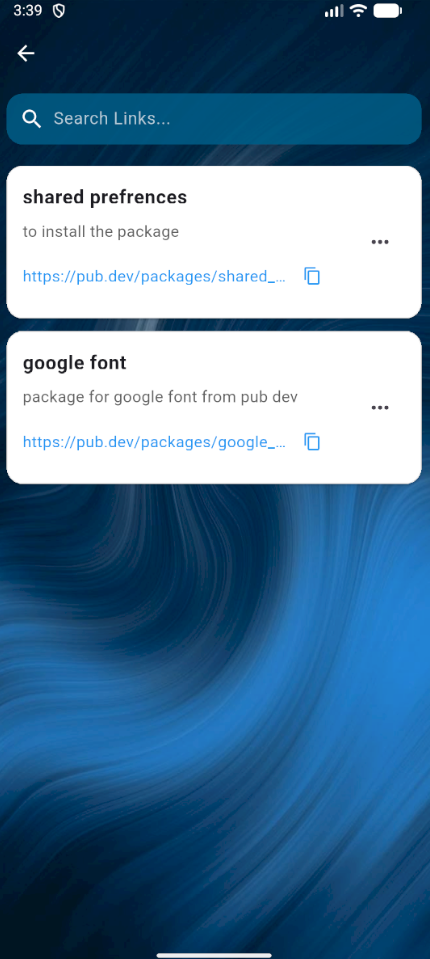 3:39
Search Links...
shared prefrences
to install the package
https://pub.dev/packages/shared_...
google font
package for google font from pub dev
https://pub.dev/packages/google_...